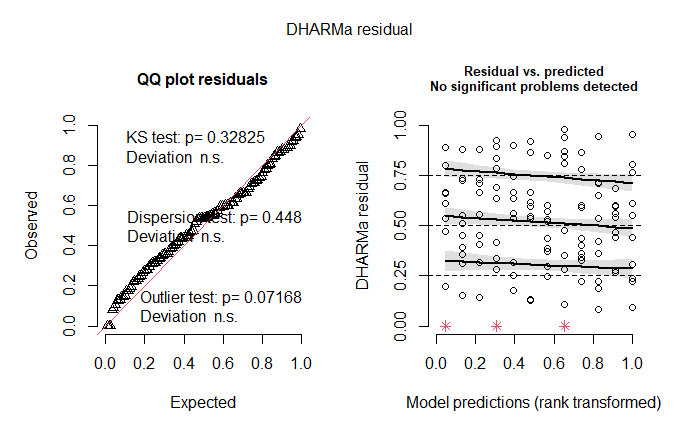 DHARMa residual
QQ plot residuals
KS test: p= 0.32825
Deviation n.s.
Dispersion test: p= 0.448
Deviation n.s.
Outlier test: p= 0.07168
Deviation n.s.
Observed
0.0 0.2 0.4 0.6 0.8 1.0
0.0 0.2 0.4 0.6 0.8 1.0
Expected
Residual vs. predicted
No significant problems detected
DHARMa residual
0.00 0.25 0.50 0.75 1.00
0.0 0.2 0.4 0.6 0.8 1.0
Model predictions (rank transformed)